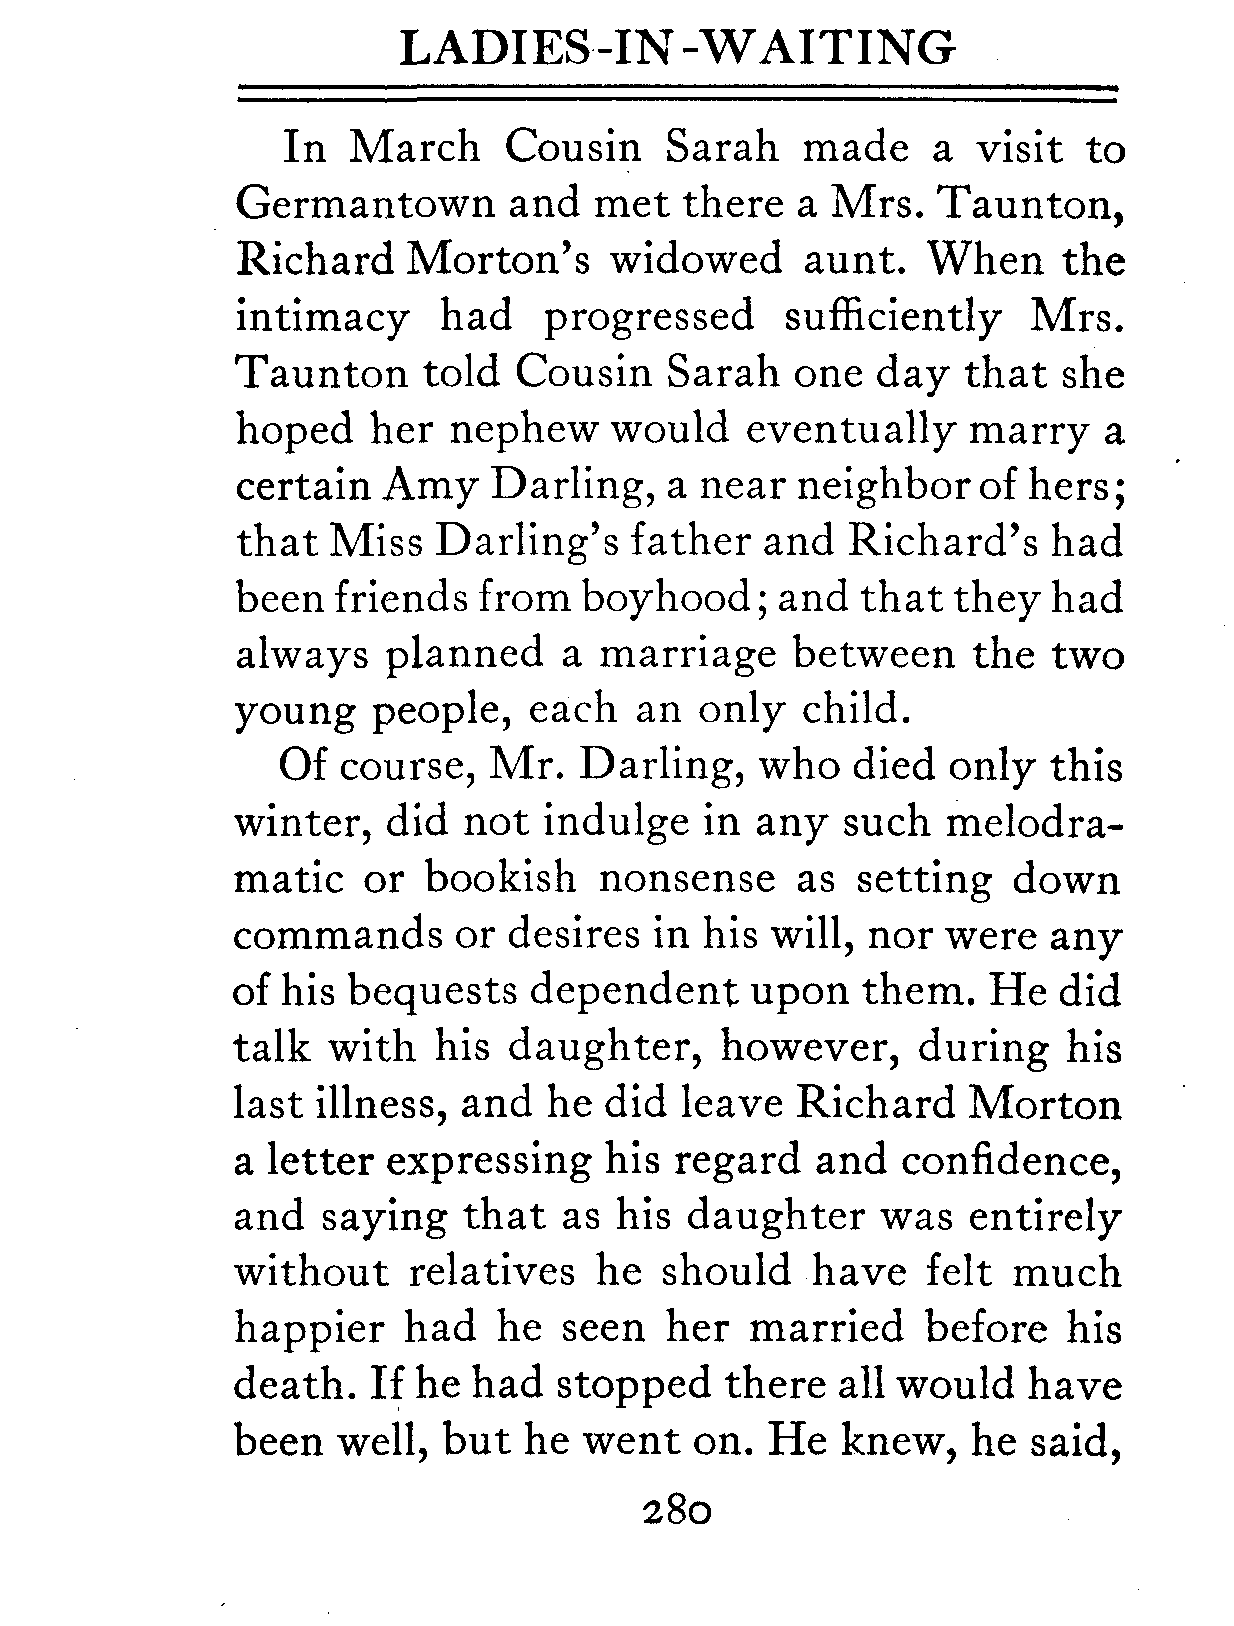 LADIES-IN-WAITING
In March Cousin Sarah made a visit to
Germantown and met there a Mrs. Taunton,
Richard Morton's widowed aunt. When the
intimacy had progressed sufficiently Mrs.
Taunton told Cousin Sarah one day that she
hoped her nephew would eventually marry a
certain Amy Darling, a near neighbor of hers;
that Miss Darling's father and Richard's had
been friends from boyhood; and that they had
always planned a marriage between the two
young people, each an only child.
Of course, Mr. Darling, who died only this
winter, did not indulge in any such melodra-
matic or bookish nonsense as setting down
commands or desires in his will, nor were any
of his bequests dependent upon them. He did
talk with his daughter, however, during his
last illness, and he did leave Richard Morton
a letter expressing his regard and confidence,
and saying that as his daughter was entirely
without relatives he should have felt much
happier had he seen her married before his
death. If he had stopped there all would have
been well, but he went on. He knew, he said,
280